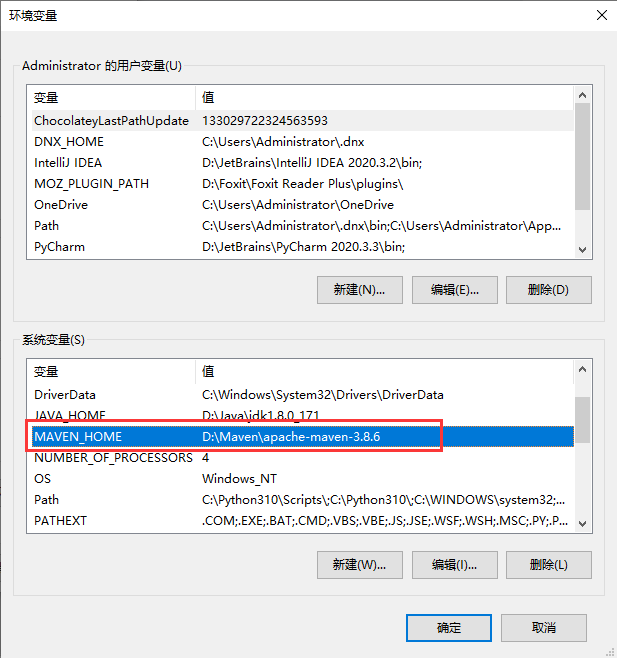 环境变量
Administrator 的用户变量(U)
变量 值
ChocolateyLastPathUpdate 133029722324563593
DNX_HOME C:\Users\Administrator\.dnx
IntelliJ IDEA D:\JetBrains\IntelliJ IDEA 2020.3.2\bin;
MOZ_PLUGIN_PATH D:\Foxit\Foxit Reader Plus\plugins\
OneDrive C:\Users\Administrator\OneDrive
Path C:\Users\Administrator\.dnx\bin;C:\Users\Administrator\App...
PyCharm D:\JetBrains\PyCharm 2020.3.3\bin;
新建(N)... 编辑(E)... 删除(D)
系统变量(S)
变量 值
DriverData C:\Windows\System32\Drivers\DriverData
JAVA_HOME D:\Java\jdk1.8.0_171
MAVEN_HOME D:\Maven\apache-maven-3.8.6
NUMBER_OF_PROCESSORS 4
OS Windows_NT
Path C:\Python310\Scripts\;C:\Python310\;C:\WINDOWS\system32;...
PATHEXT .COM;.EXE;.BAT;.CMD;.VBS;.VBE;.JS;.JSE;.WSF;.WSH;.MSC;.PY;.P...
新建(W)... 编辑(I)... 删除(L)
确定 取消